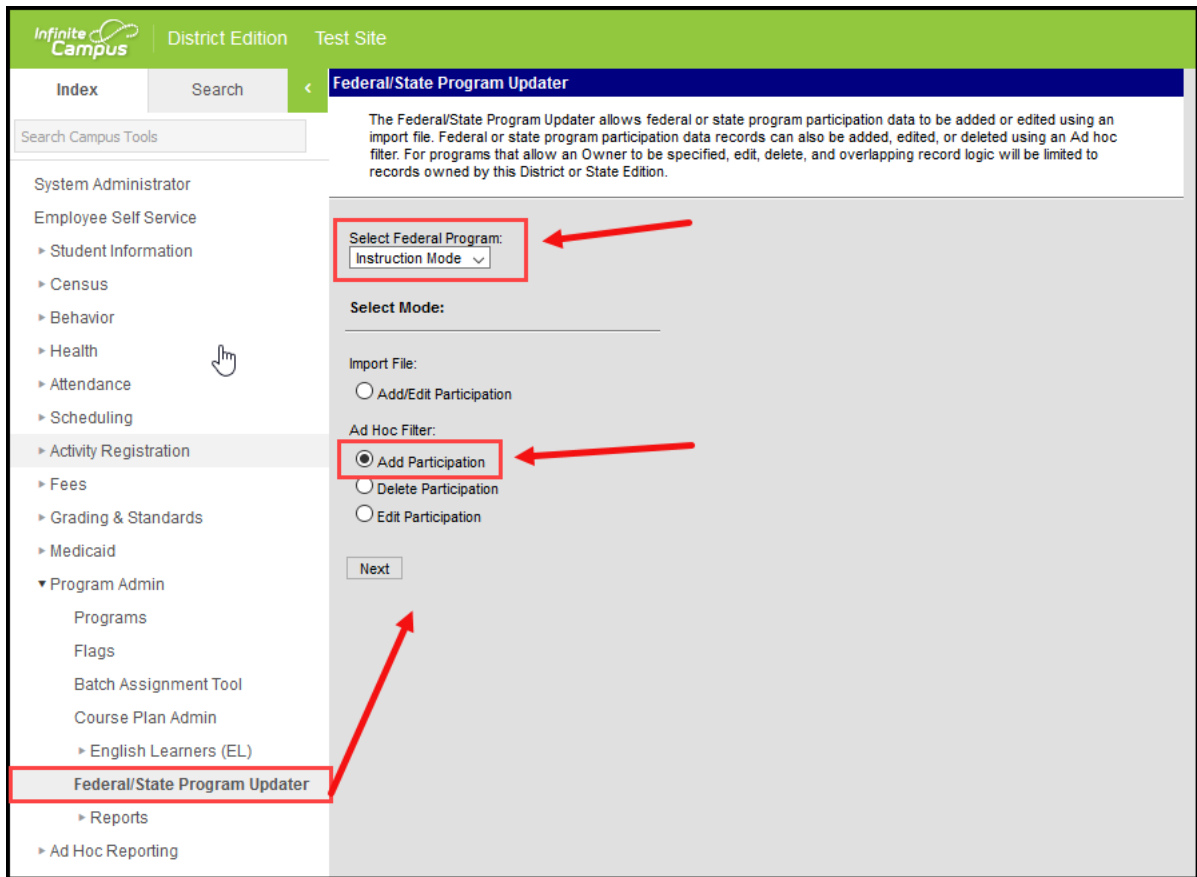 Infinite
Campus
District Edition
Test Site
Index
Search
Search Campus Tools
System Administrator
Employee Self Service
Student Information
Census
Behavior
Health
Attendance
Scheduling
Activity Registration
Fees
Grading & Standards
Medicaid
Program Admin
Programs
Flags
Batch Assignment Tool
Course Plan Admin
English Learners (EL)
Federal/State Program Updater
Reports
Ad Hoc Reporting
Federal/State Program Updater
The Federal/State Program Updater allows federal or state program participation data to be added or edited using an
import file. Federal or state program participation data records can also be added, edited, or deleted using an Ad hoc
filter. For programs that allow an Owner to be specified, edit, delete, and overlapping record logic will be limited to
records owned by this District or State Edition.
Select Federal Program:
Instruction Mode
Select Mode:
Import File:
Add/Edit Participation
Ad Hoc Filter:
Add Participation
Delete Participation
Edit Participation
Next